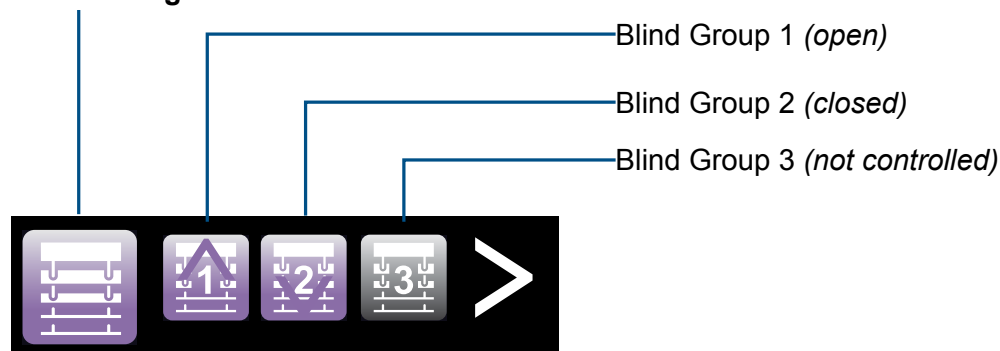 Blind Group 1 (open)
Blind Group 2 (closed)
Blind Group 3 (not controlled)
1 2 3